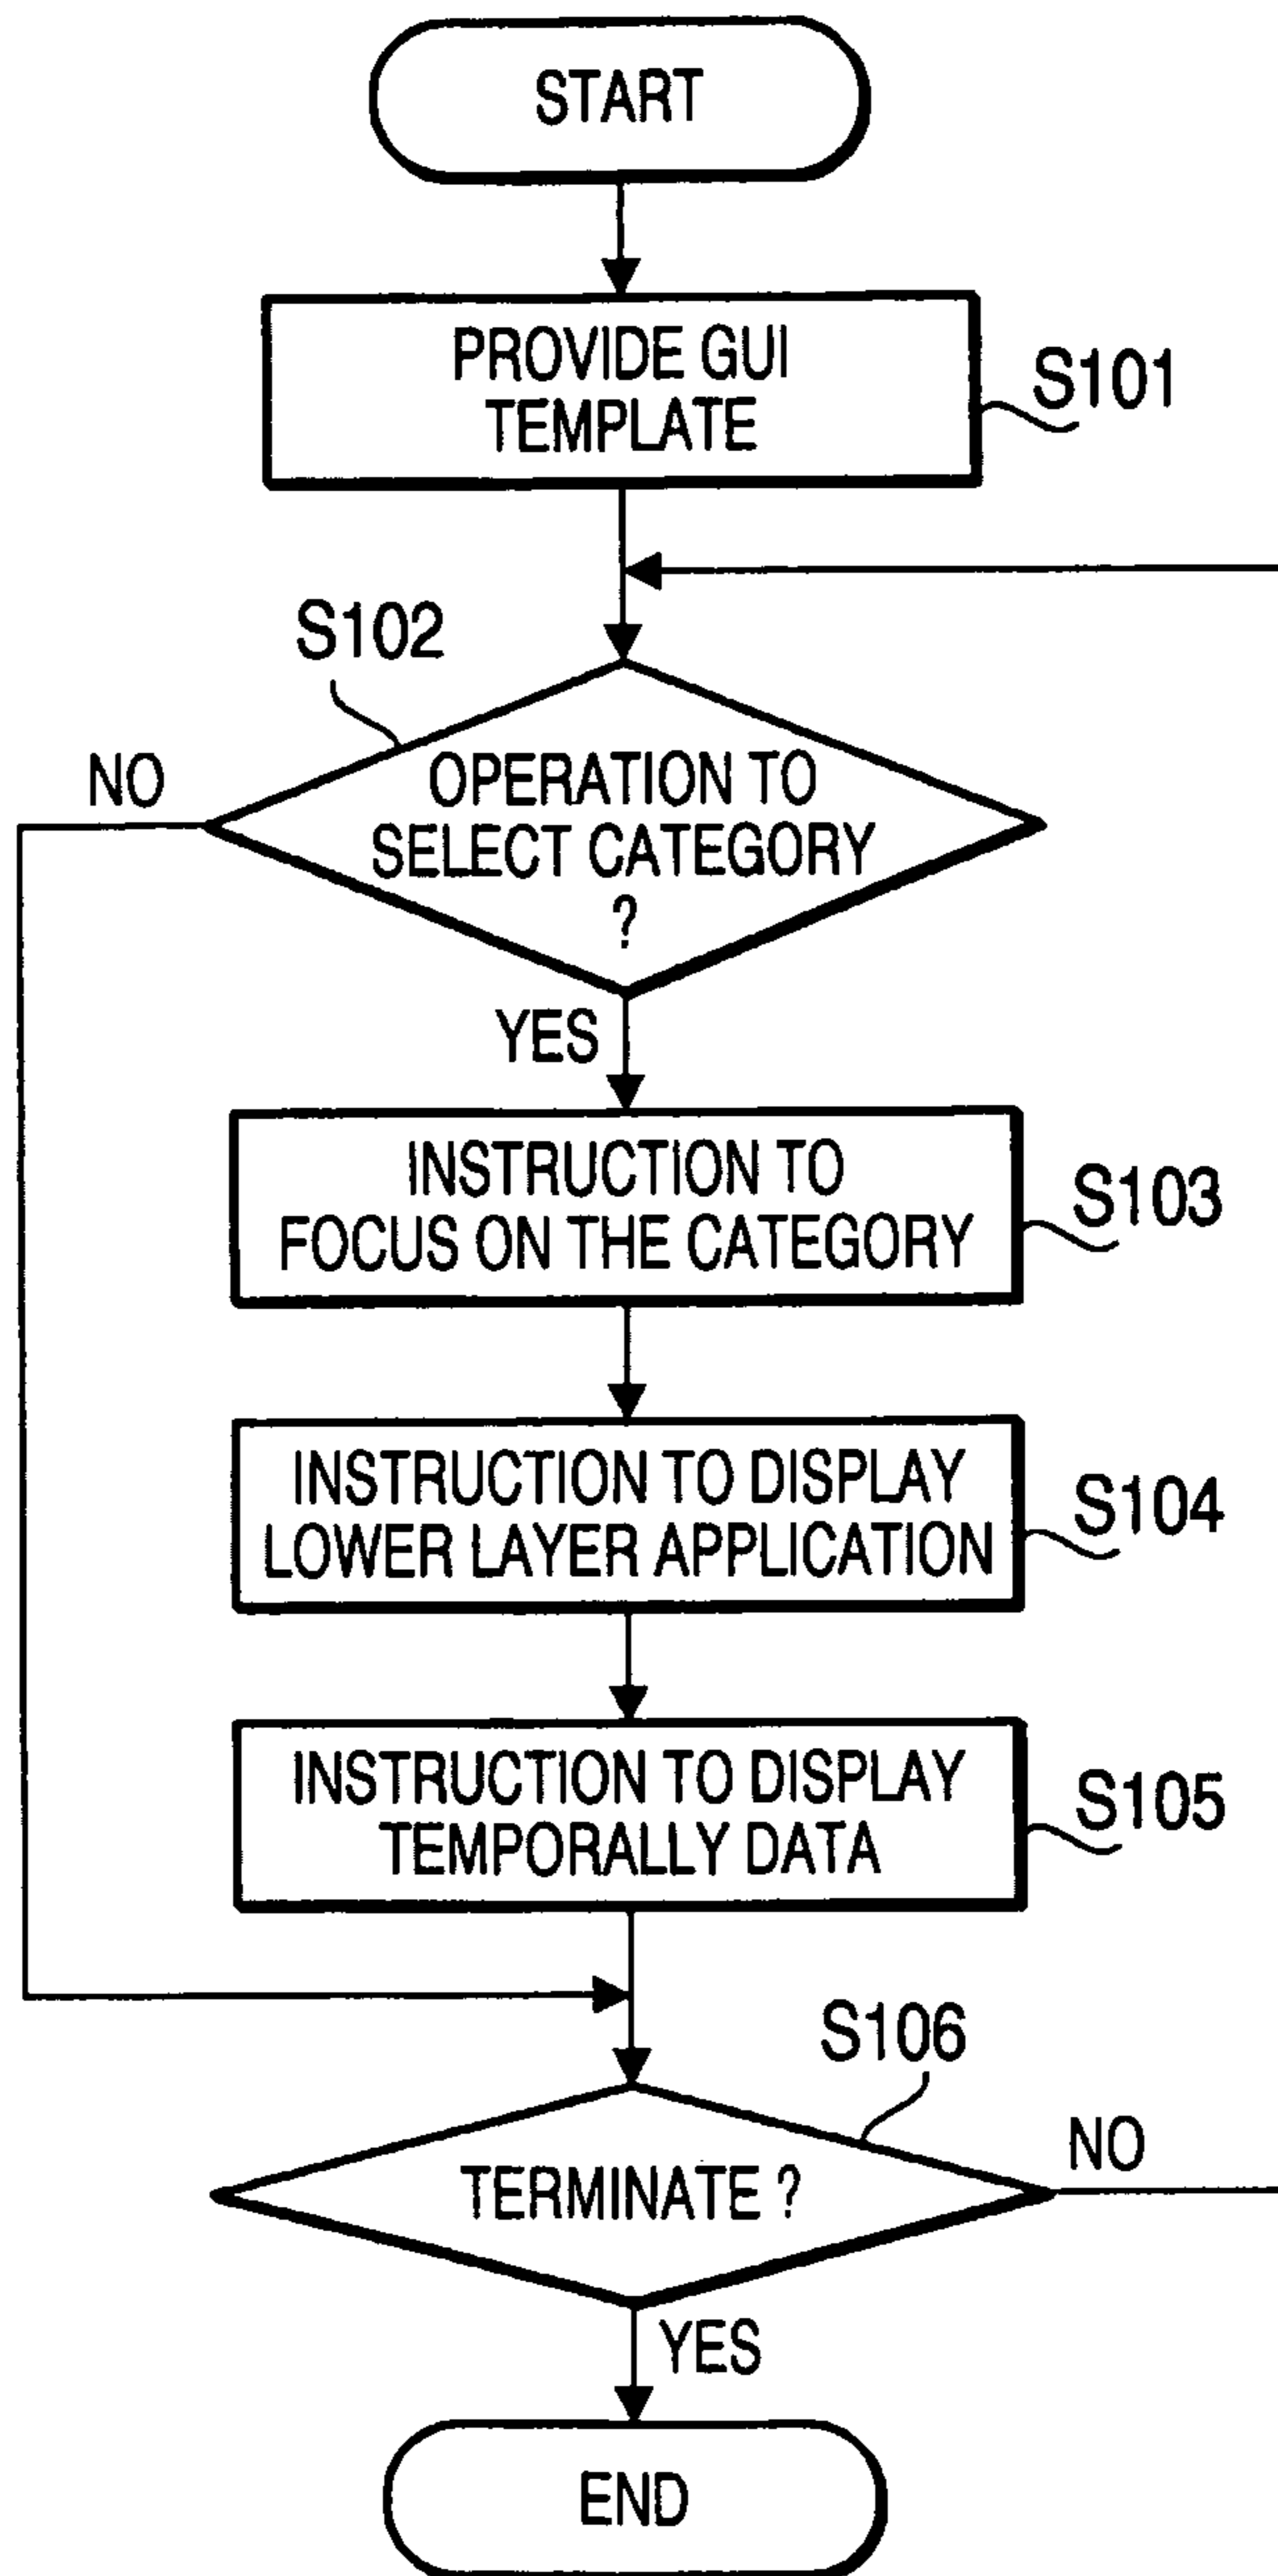 START
PROVIDE GUI
TEMPLATE
S101
S102
NO
OPERATION TO
SELECT CATEGORY
?
YES
INSTRUCTION TO
FOCUS ON THE CATEGORY
S103
INSTRUCTION TO DISPLAY
LOWER LAYER APPLICATION
S104
INSTRUCTION TO DISPLAY
TEMPORALLY DATA
S105
S106
TERMINATE ?
NO
YES
END